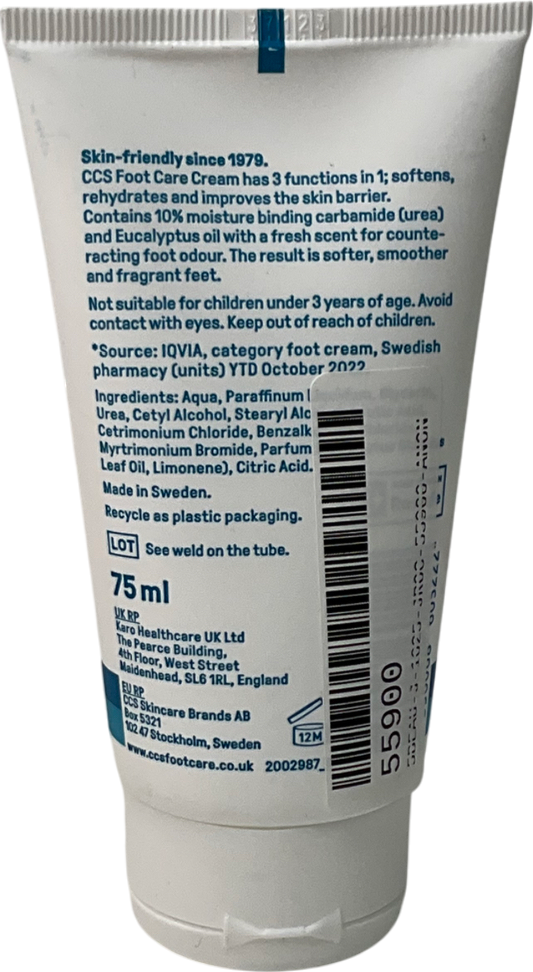 37123
Skin-friendly since 1979.
CCS Foot Care Cream has 3 functions in 1; softens,
rehydrates and improves the skin barrier.
Contains 10% moisture binding carbamide (urea)
and Eucalyptus oil with a fresh scent for counte-
racting foot odour. The result is softer, smoother
and fragrant feet.
Not suitable for children under 3 years of age. Avoid
contact with eyes. Keep out of reach of children.
*Source: IQVIA, category foot cream, Swedish
pharmacy (units) YTD October 2022
Ingredients: Aqua, Paraffinum
Urea, Cetyl Alcohol, Stearyl Alc
Cetrimonium Chloride, Benzalk
Myrtrimonium Bromide, Parfum
Leaf Oil, Limonene), Citric Acid.
Made in Sweden.
Recycle as plastic packaging.
LOT See weld on the tube.
75 ml
UK RP
Karo Healthcare UK Ltd
The Pearce Building,
4th Floor, West Street
Maidenhead, SL6 1RL, England
EU RP
CCS Skincare Brands AB
Box 5321
102 47 Stockholm, Sweden
www.ccsfootcare.co.uk 2002987_
12M
55900